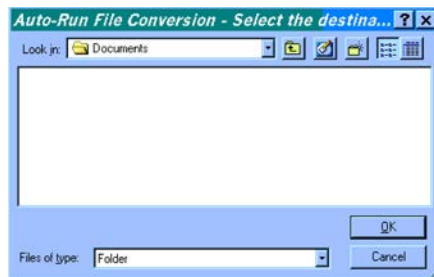 Auto-Run File Conversion - Select the destina...
Look in: Documents
OK
Files of type: Folder
Cancel